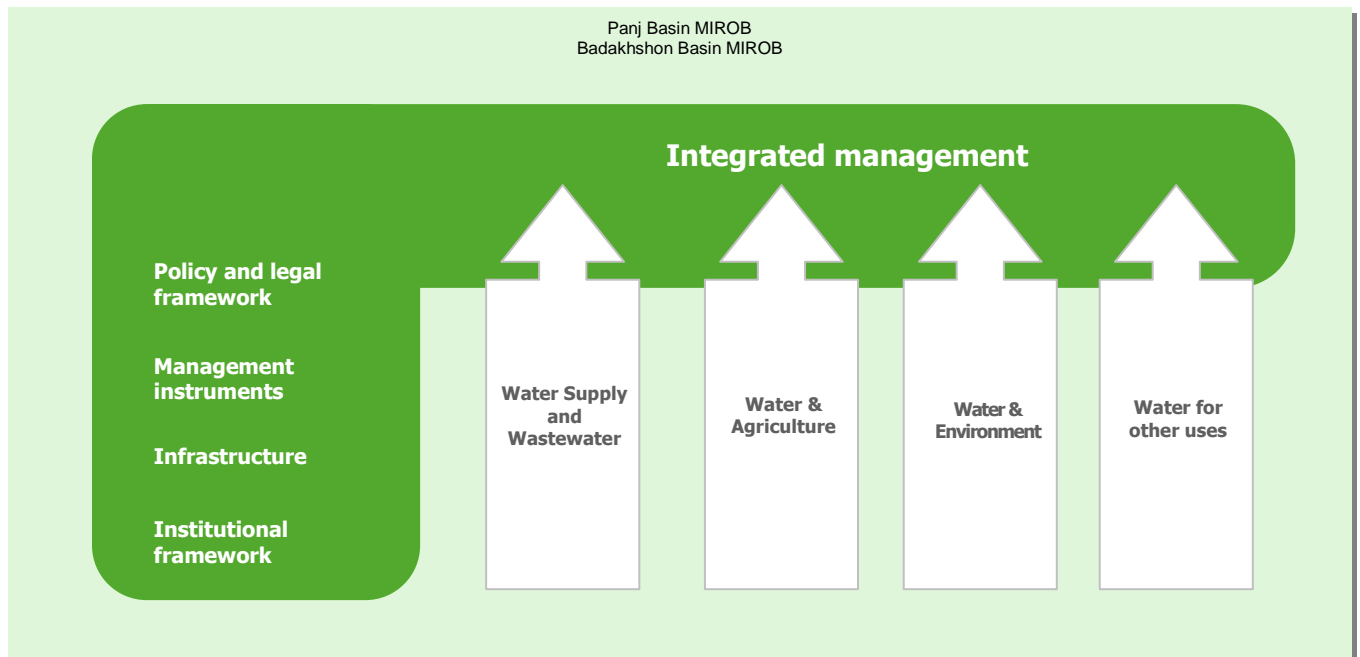 Panj Basin MIROB
Badakhshon Basin MIROB
Integrated management
Policy and legal
framework
Management
instruments
Infrastructure
Institutional
framework
Water Supply
and
Wastewater
Water &
Agriculture
Water &
Environment
Water for
other uses